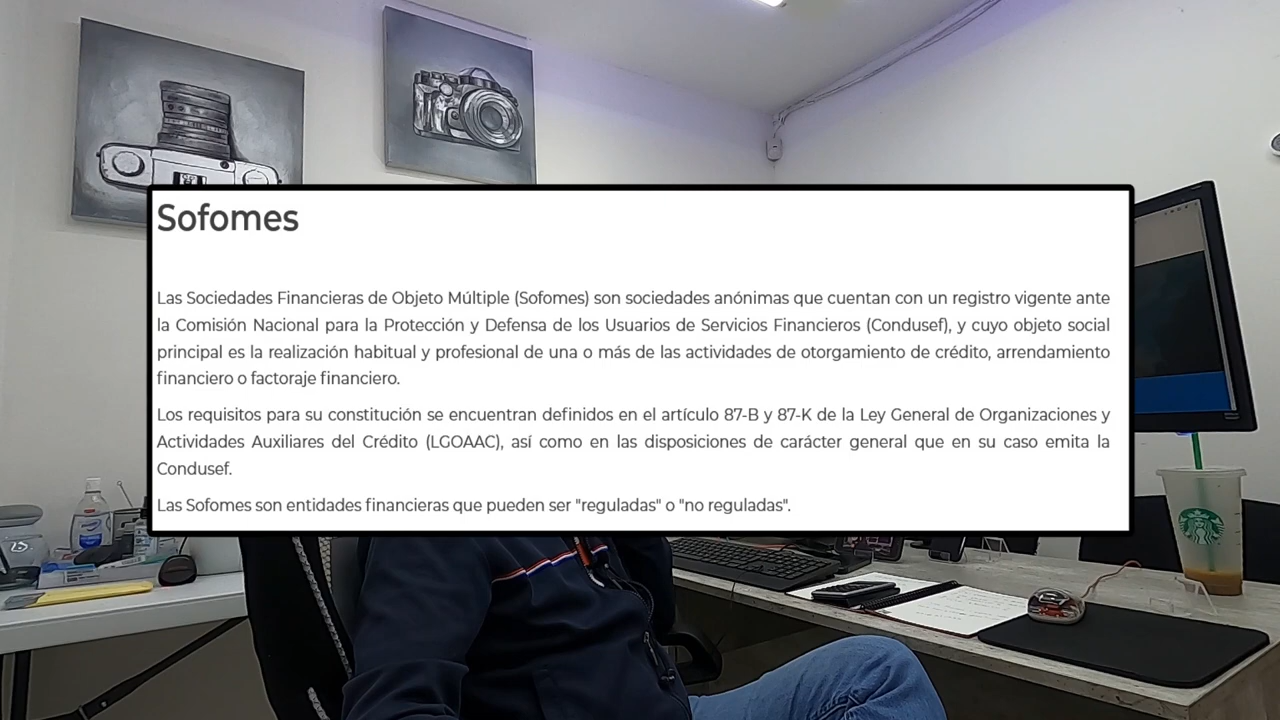 Sofomes
Las Sociedades Financieras de Objeto Múltiple (Sofomes) son sociedades anónimas que cuentan con un registro vigente ante
la Comisión Nacional para la Protección y Defensa de los Usuarios de Servicios Financieros (Condusef), y cuyo objeto social
principal es la realización habitual y profesional de una o más de las actividades de otorgamiento de crédito, arrendamiento
financiero o factoraje financiero.
Los requisitos para su constitución se encuentran definidos en el artículo 87-B y 87-K de la Ley General de Organizaciones y
Actividades Auxiliares del Crédito (LGOAAC), así como en las disposiciones de carácter general que en su caso emita la
Condusef.
Las Sofomes son entidades financieras que pueden ser "reguladas" o "no reguladas".